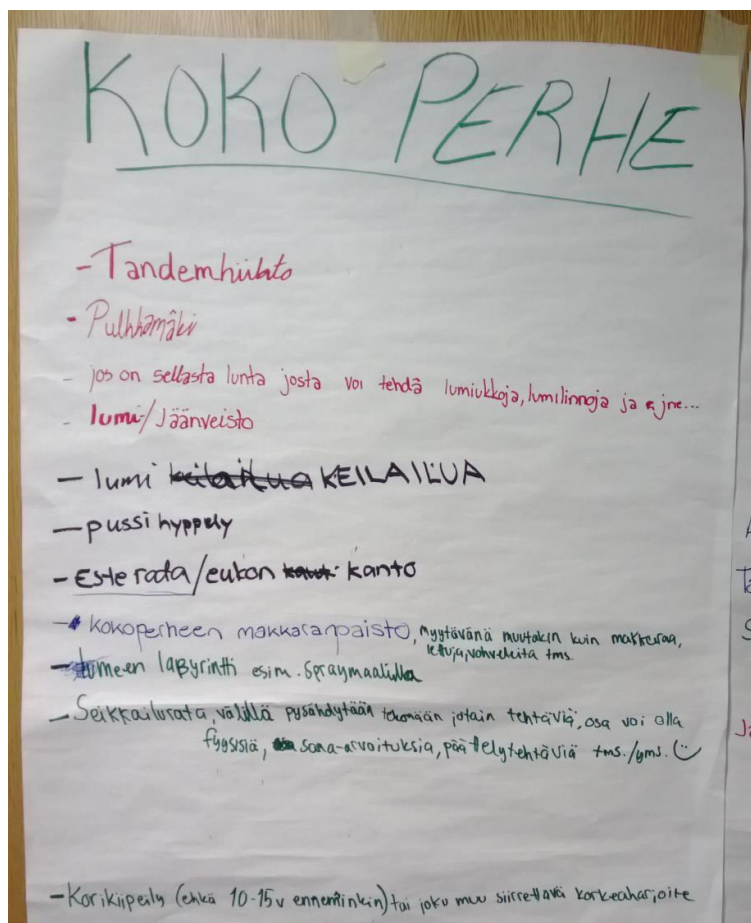 KOKO PERHE
- Tandemhiihto
- Pulkkamäki
- jos on sellasta lunta josta voi tehdä lumiukkoja, lumilinnoja ja jne...
- lumi/Jäänveisto
- lumi keilailua KEILAILUA
- pussi hyppely
- Este rata/eukon kanto
- kokoperheen makkaranpaisto, myytävänä muutakin kuin makkaraa,
lettuja, vohveleita tms.
- lumeen labyrintti esim. spraymaalilla
- Seikkailurata, välillä pysähdytään tekemään jotain tehtäviä, osa voi olla
fyysisiä, sana-arvoituksia, päättelytehtäviä tms./yms.
- Korikiipeily (ehkä 10-15v ennemminkin) tai joku muu siirrettävä korkeaharjoite